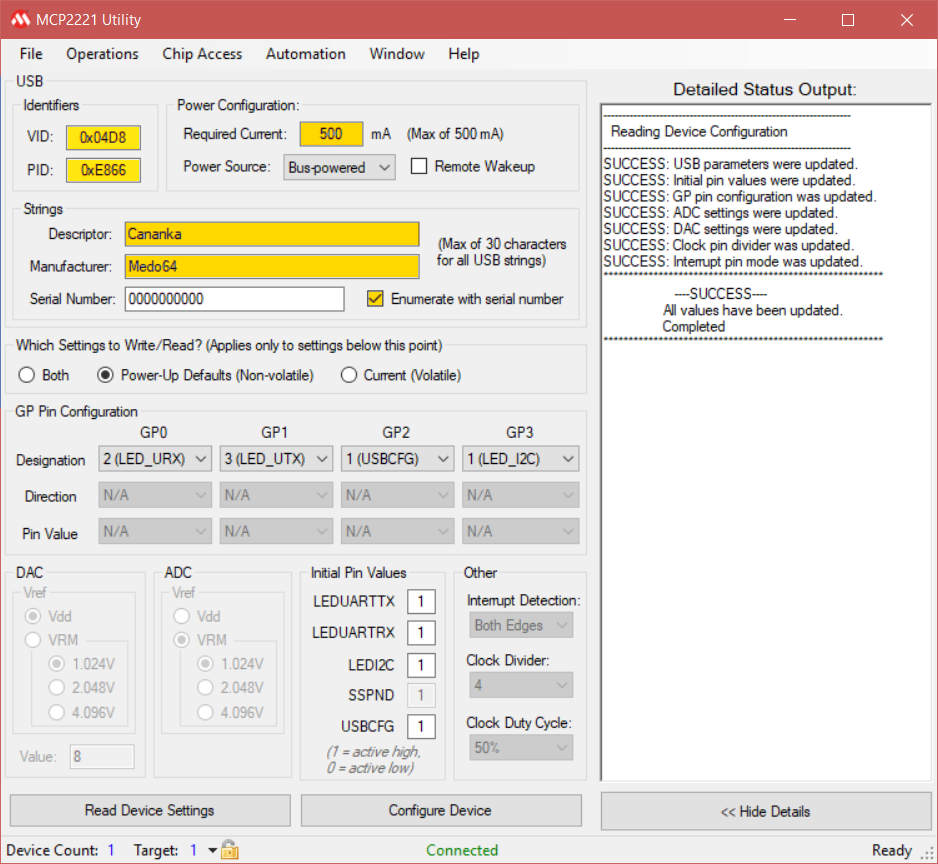 MCP2221 Utility
File Operations Chip Access Automation Window Help
USB
Identifiers
VID: 0x04D8
PID: 0xE866
Power Configuration:
Required Current: 500 mA (Max of 500 mA)
Power Source: Bus-powered Remote Wakeup
Strings
Descriptor: Cananka
Manufacturer: Medo64
(Max of 30 characters
for all USB strings)
Serial Number: 0000000000 Enumerate with serial number
Which Settings to Write/Read? (Applies only to settings below this point)
Both Power-Up Defaults (Non-volatile) Current (Volatile)
GP Pin Configuration
GP0 GP1 GP2 GP3
Designation 2 (LED_URX) 3 (LED_UTX) 1 (USBCFG) 1 (LED_I2C)
Direction N/A N/A N/A N/A
Pin Value N/A N/A N/A N/A
DAC
Vref
Vdd
VRM
1.024V
2.048V
4.096V
Value: 8
ADC
Vref
Vdd
VRM
1.024V
2.048V
4.096V
Initial Pin Values
LEDUARTTX 1
LEDUARTRX 1
LEDI2C 1
SSPND 1
USBCFG 1
(1 = active high,
0 = active low)
Other
Interrupt Detection:
Both Edges
Clock Divider:
4
Clock Duty Cycle:
50%
Read Device Settings Configure Device
Detailed Status Output:
--------------------------------------------------------------
Reading Device Configuration
--------------------------------------------------------------
SUCCESS: USB parameters were updated.
SUCCESS: Initial pin values were updated.
SUCCESS: GP pin configuration was updated.
SUCCESS: ADC settings were updated.
SUCCESS: DAC settings were updated.
SUCCESS: Clock pin divider was updated.
SUCCESS: Interrupt pin mode was updated.
********************************************************
----SUCCESS----
All values have been updated.
Completed
********************************************************
<< Hide Details
Device Count: 1 Target: 1 Connected Ready